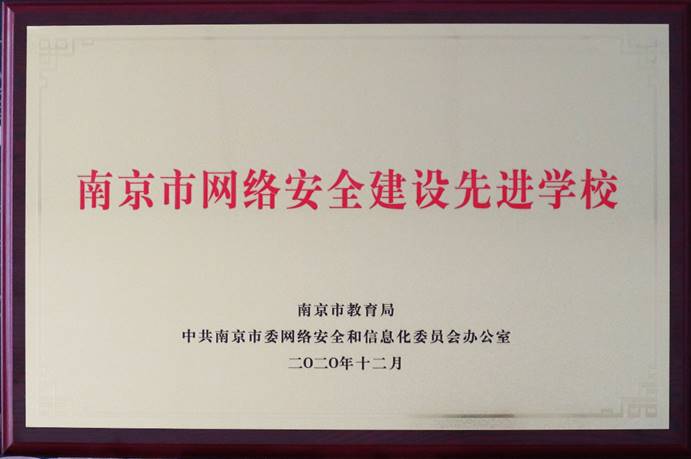 南京市网络安全建设先进学校
南京市教育局
中共南京市委网络安全和信息化委员会办公室
二〇二〇年十二月